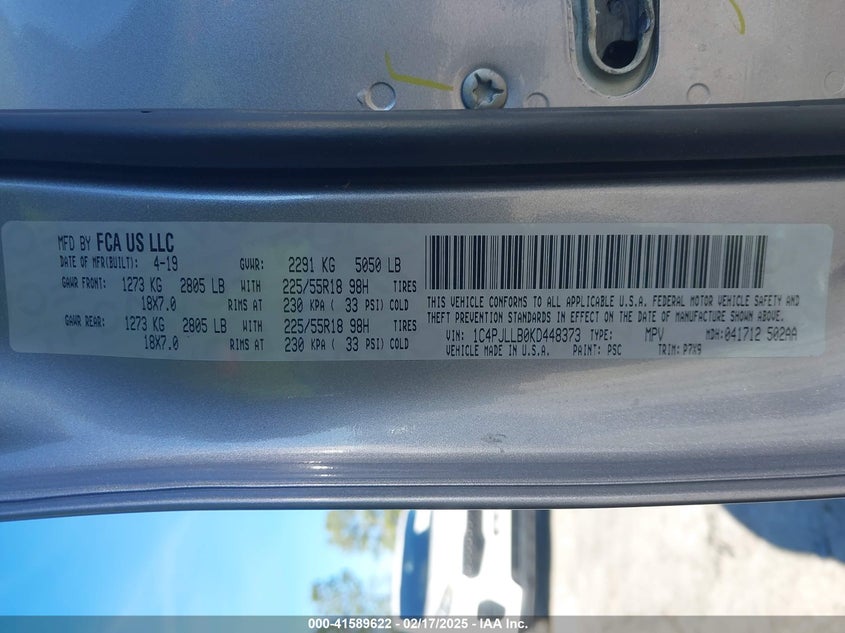 MFD BY FCA US LLC
DATE OF MFR(BUILT): 4-19 GVWR: 2291 KG 5050 LB
GAWR FRONT: 1273 KG 2805 LB WITH 225/55R18 98H TIRES
18X7.0 RIMS AT 230 KPA ( 33 PSI) COLD
GAWR REAR: 1273 KG 2805 LB WITH 225/55R18 98H TIRES
18X7.0 RIMS AT 230 KPA ( 33 PSI) COLD
THIS VEHICLE CONFORMS TO ALL APPLICABLE U.S.A. FEDERAL MOTOR VEHICLE SAFETY AND
THEFT PREVENTION STANDARDS IN EFFECT ON THE DATE OF MANUFACTURE SHOWN ABOVE.
VIN: 1C4PJLLB0KD448373 TYPE: MPV MDH: 041712 502AA
VEHICLE MADE IN U.S.A. PAINT: PSC TRIM: P7X9
000-41589622 - 02/17/2025 - IAA Inc.